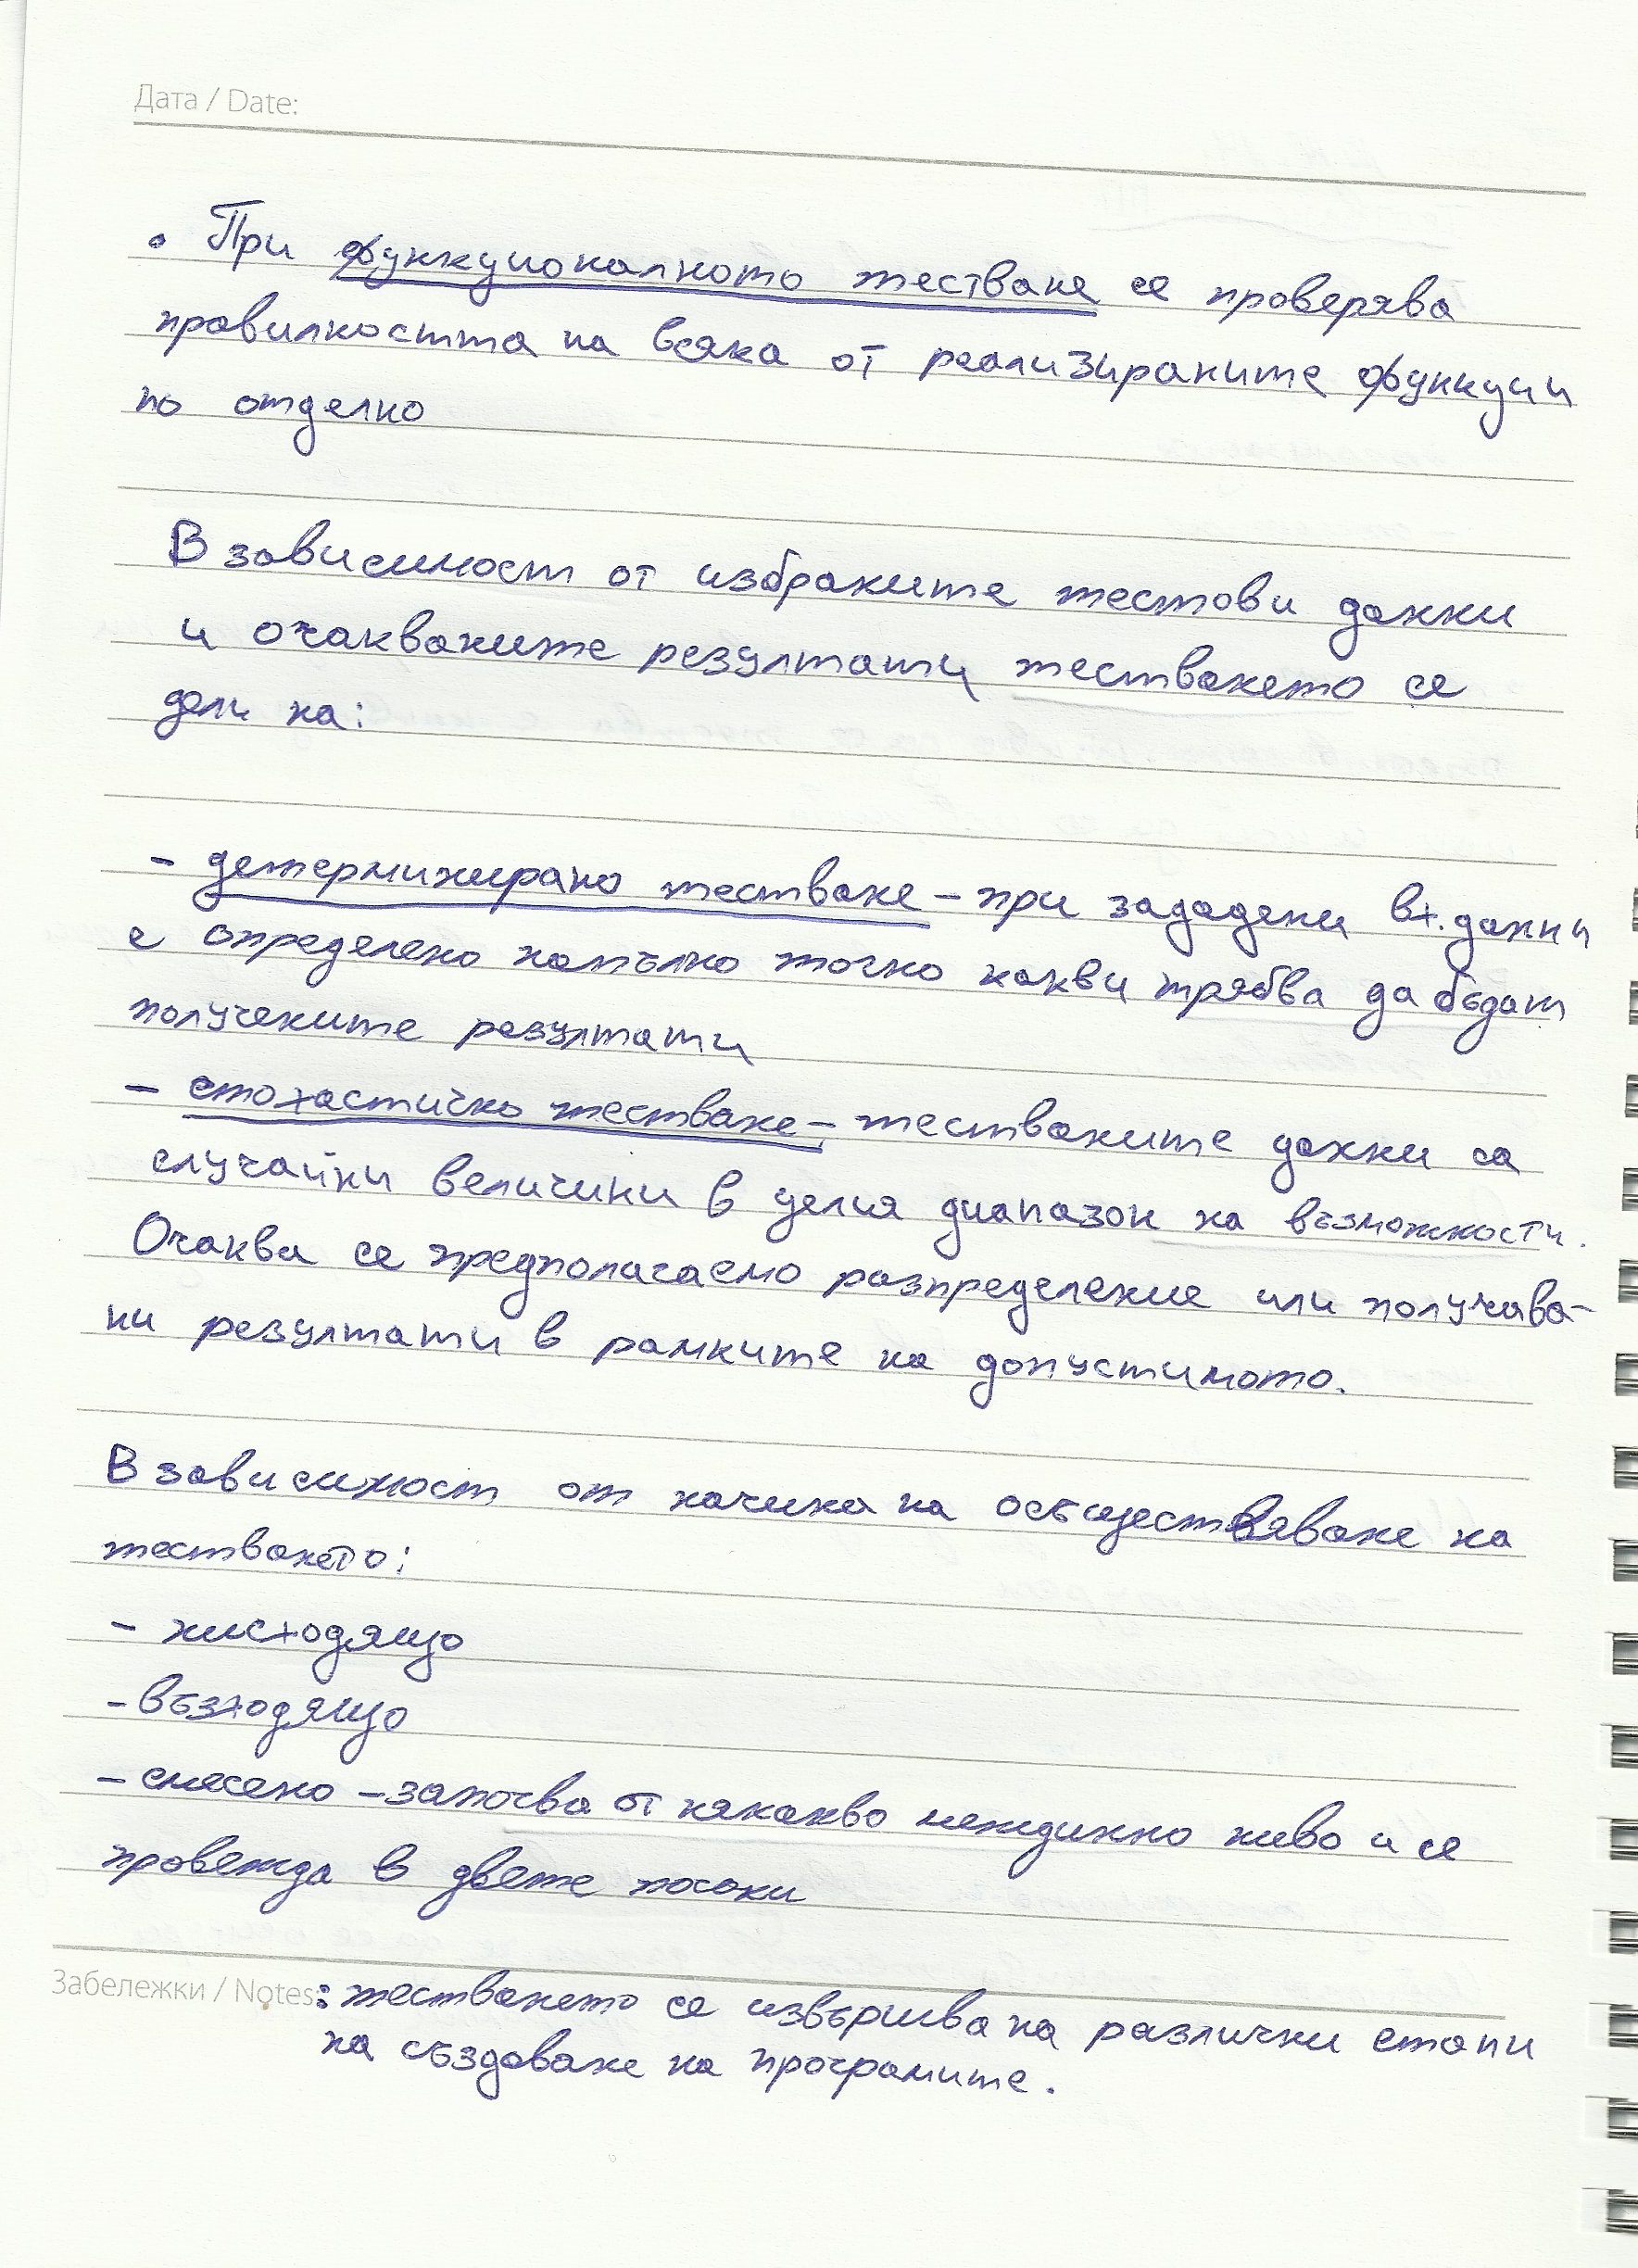 Дата / Date:
• При функционалното тестване се проверява
правилността на всяка от реализираните функции
по отделно
В зависимост от избраните тестови данни
и очакваните резултати тестването се
дели на:
- детерминирано тестване - при зададени вх. данни
е определено напълно точно какви трябва да бъдат
получените резултати
- стохастично тестване - тестваните данни са
случайни величини в целия диапазон на възможности.
Очаква се предполагаемо разпределение или получава-
ни резултати в рамките на допустимото.
В зависимост от начина на осъществяване на
тестването:
- низходящо
- възходящо
- смесено - започва от някакво междинно ниво и се
провежда в двете посоки
Забележки / Notes: тестването се извършва на различни етапи
на създаване на програмите.